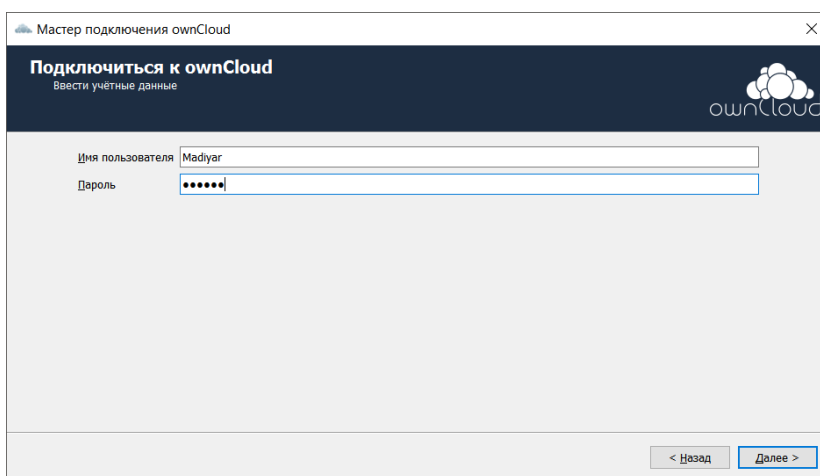 Мастер подключения ownCloud
Подключиться к ownCloud
Ввести учётные данные
ownCloud
Имя пользователя Madiyar
Пароль ●●●●●●
< Назад Далее >